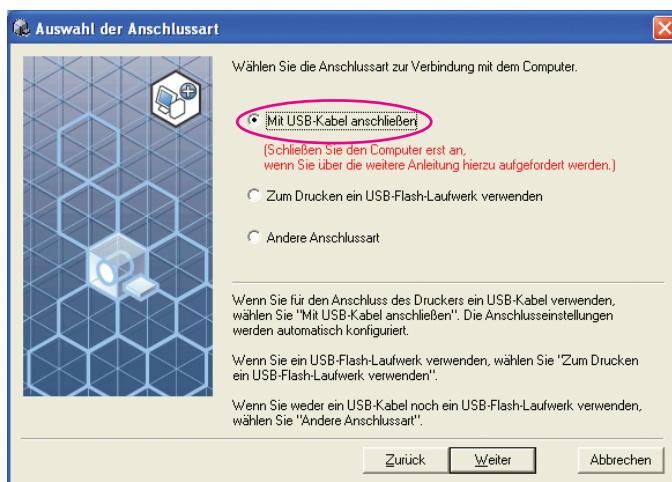 Auswahl der Anschlussart
Wählen Sie die Anschlussart zur Verbindung mit dem Computer.
Mit USB-Kabel anschließen
(Schließen Sie den Computer erst an,
wenn Sie über die weitere Anleitung hierzu aufgefordert werden.)
Zum Drucken ein USB-Flash-Laufwerk verwenden
Andere Anschlussart
Wenn Sie für den Anschluss des Druckers ein USB-Kabel verwenden,
wählen Sie "Mit USB-Kabel anschließen". Die Anschlusseinstellungen
werden automatisch konfiguriert.
Wenn Sie ein USB-Flash-Laufwerk verwenden, wählen Sie "Zum Drucken
ein USB-Flash-Laufwerk verwenden".
Wenn Sie weder ein USB-Kabel noch ein USB-Flash-Laufwerk verwenden,
wählen Sie "Andere Anschlussart".
Zurück Weiter Abbrechen